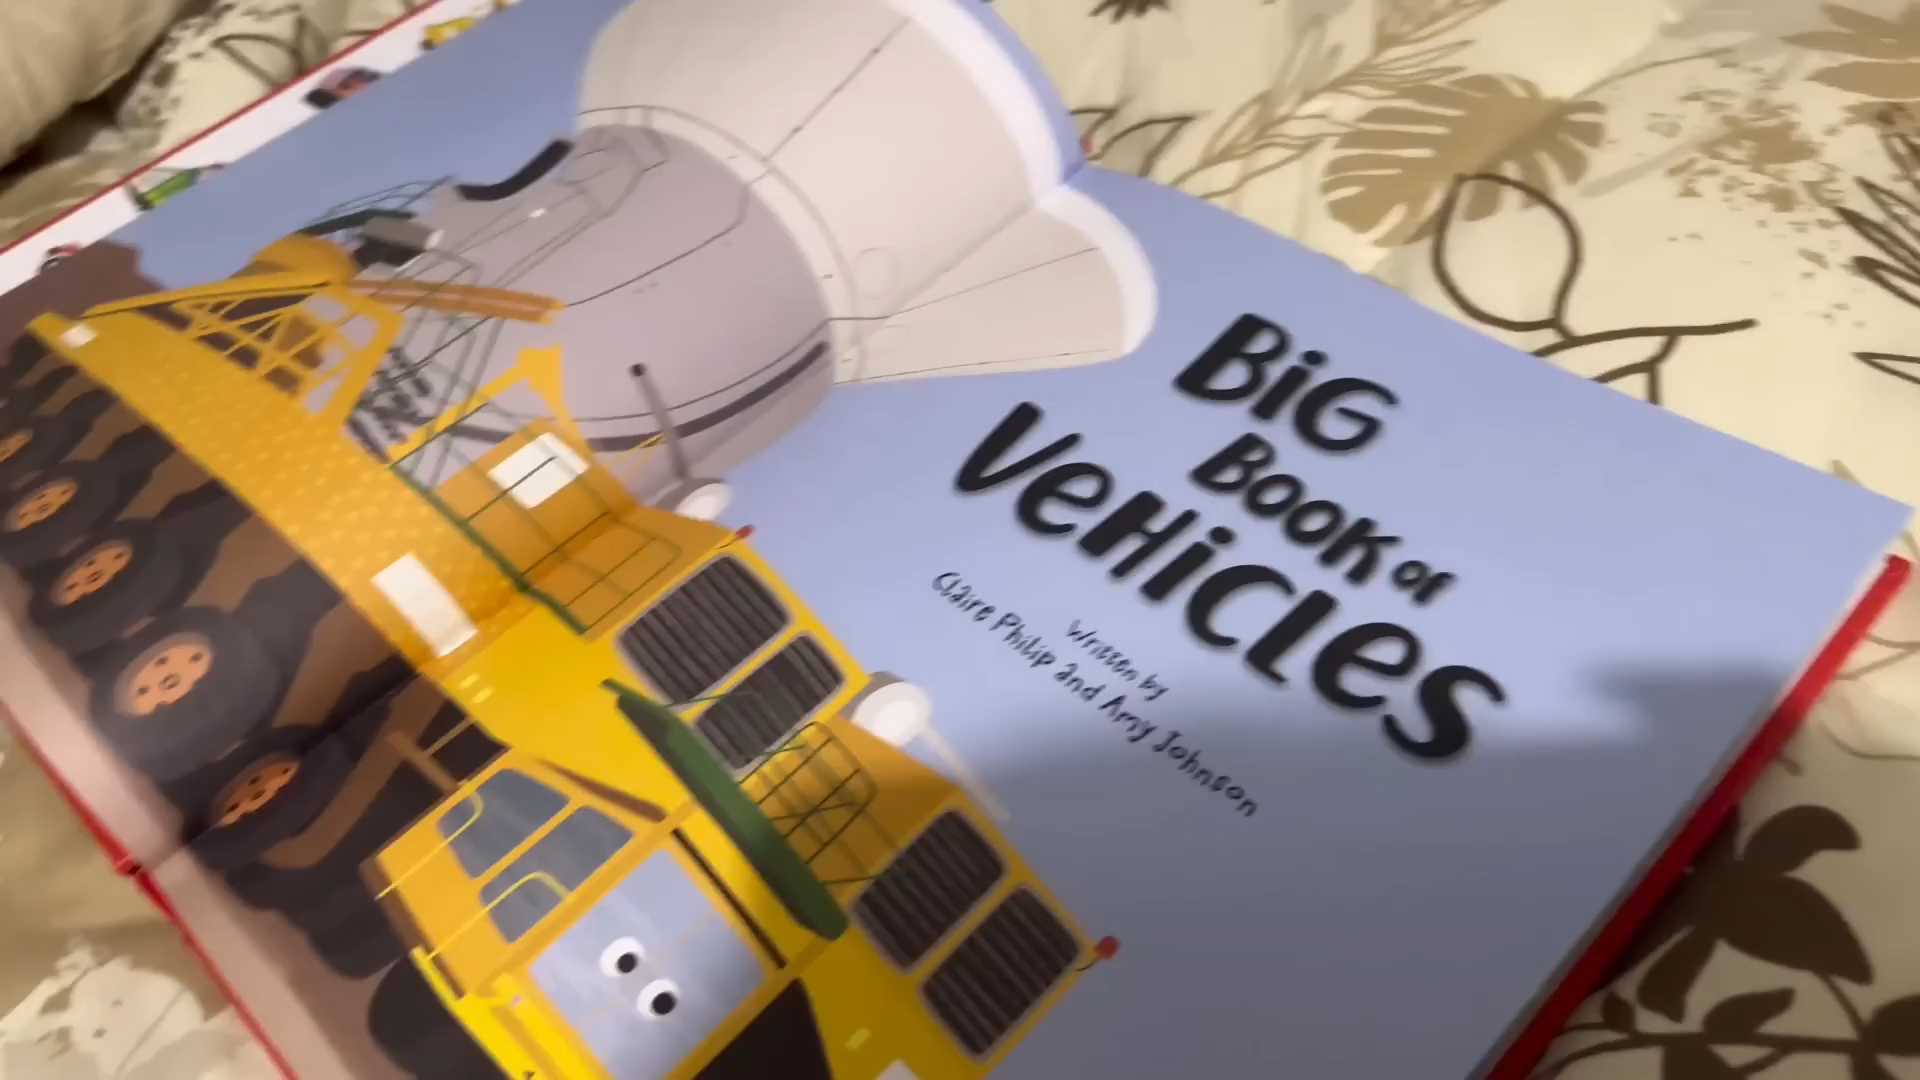 BiG
BOOK OF
VeHiCLeS
Written by
Claire Philip and Amy Johnson